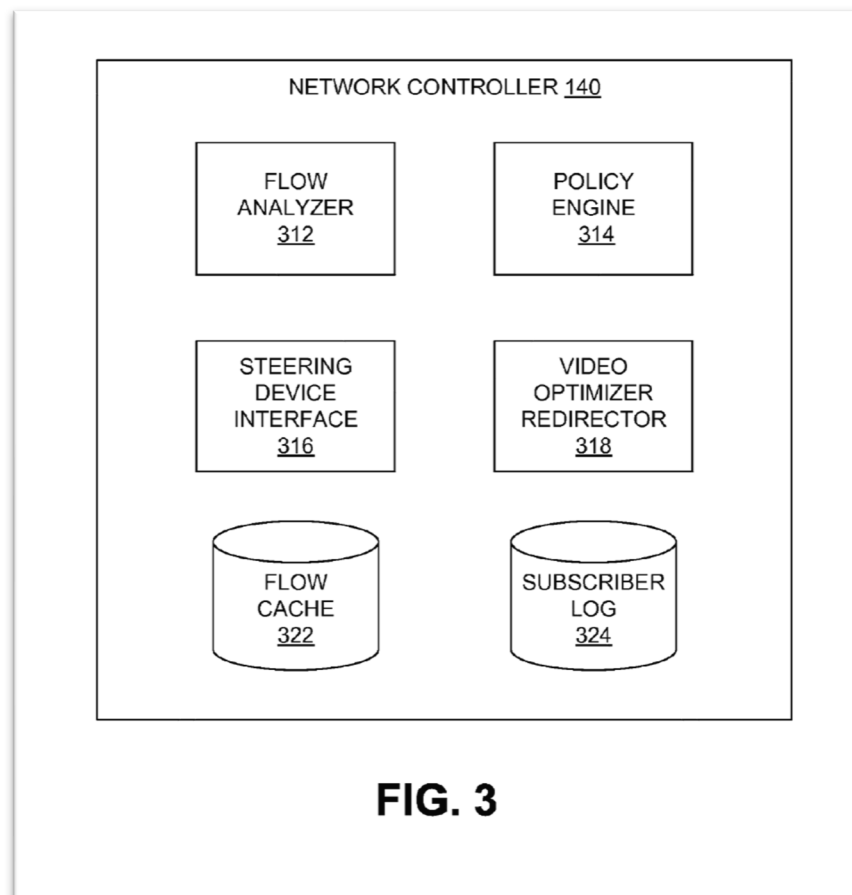 NETWORK CONTROLLER 140
FLOW
ANALYZER
312
POLICY
ENGINE
314
STEERING
DEVICE
INTERFACE
316
VIDEO
OPTIMIZER
REDIRECTOR
318
FLOW
CACHE
322
SUBSCRIBER
LOG
324
FIG. 3